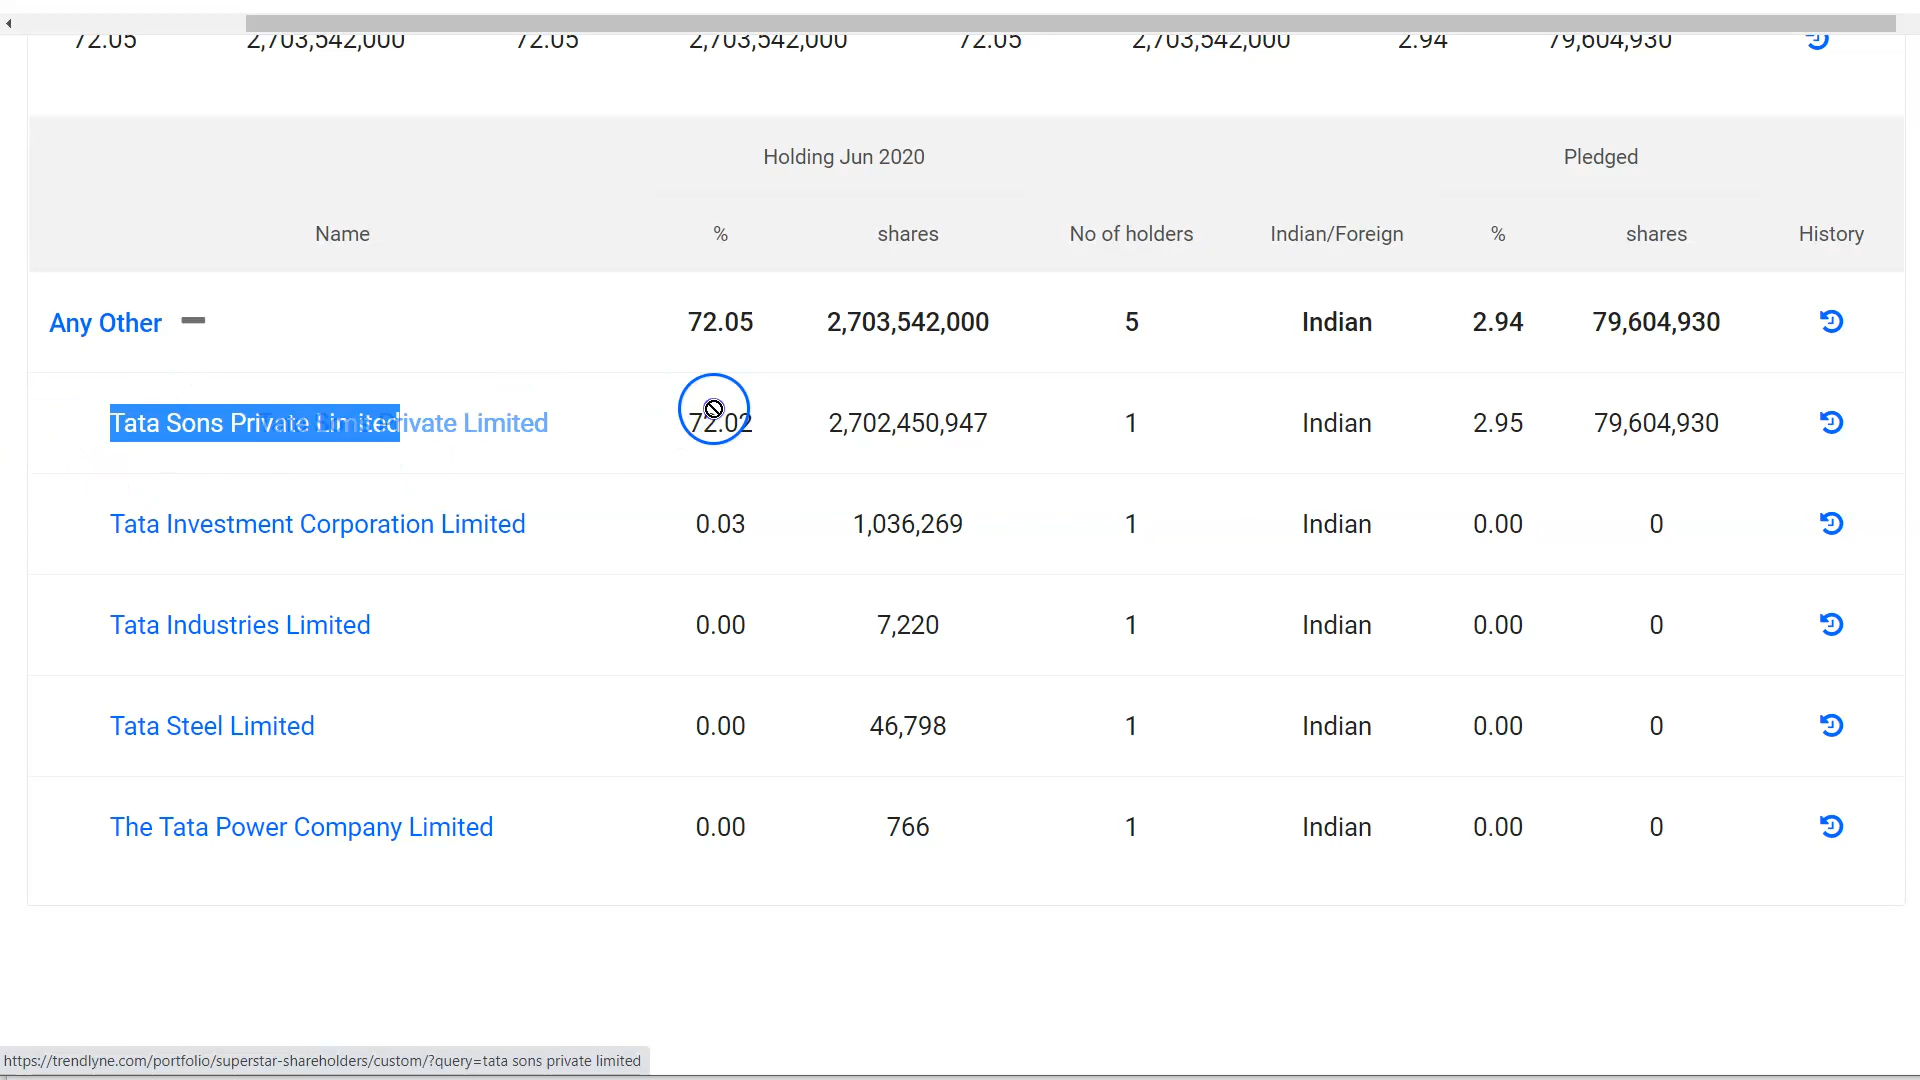 72.05 2,703,542,000 72.05 2,703,542,000 72.05 2,703,542,000 2.94 79,604,930
Holding Jun 2020 Pledged
Name % shares No of holders Indian/Foreign % shares History
Any Other 72.05 2,703,542,000 5 Indian 2.94 79,604,930
Tata Sons Private Limited 72.02 2,702,450,947 1 Indian 2.95 79,604,930
Tata Investment Corporation Limited 0.03 1,036,269 1 Indian 0.00 0
Tata Industries Limited 0.00 7,220 1 Indian 0.00 0
Tata Steel Limited 0.00 46,798 1 Indian 0.00 0
The Tata Power Company Limited 0.00 766 1 Indian 0.00 0
https://trendlyne.com/portfolio/superstar-shareholders/custom/?query=tata sons private limited